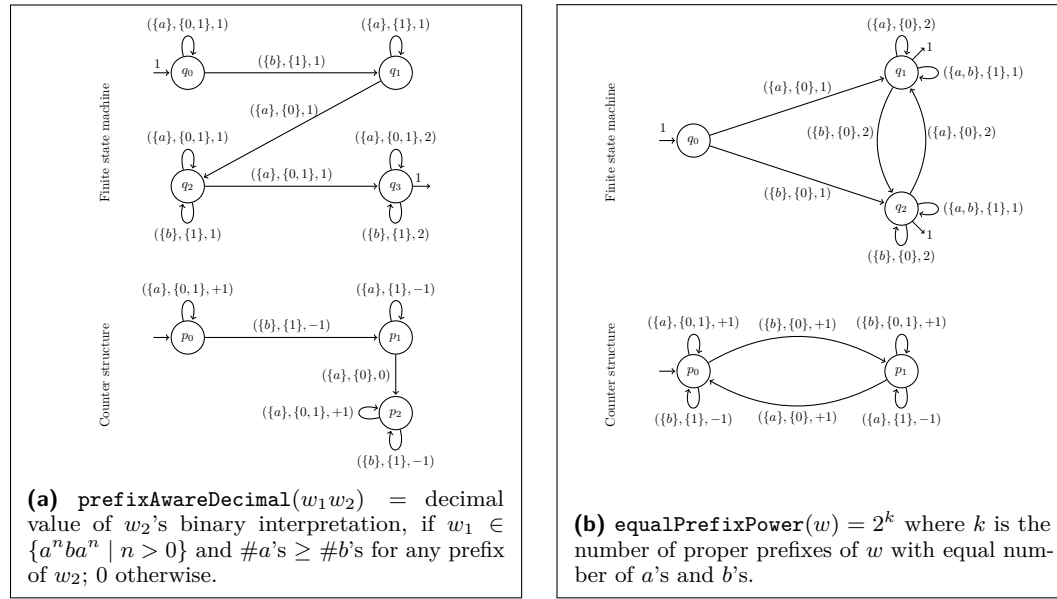 ({a}, {0, 1}, 1)
({a}, {1}, 1)
1
q0
({b}, {1}, 1)
q1
({a}, {0}, 1)
({a}, {0, 1}, 1)
({a}, {0, 1}, 2)
q2
({a}, {0, 1}, 1)
q3
1
({b}, {1}, 1)
({b}, {1}, 2)
Finite state machine
({a}, {0, 1}, +1)
({a}, {1}, −1)
p0
({b}, {1}, −1)
p1
({a}, {0}, 0)
({a}, {0, 1}, +1)
p2
({b}, {1}, −1)
Counter structure
(a) prefixAwareDecimal(w1w2) = decimal
value of w2's binary interpretation, if w1 ∈
{aⁿbaⁿ | n > 0} and #a's ≥ #b's for any prefix
of w2; 0 otherwise.
({a}, {0}, 2)
1
q1
({a, b}, {1}, 1)
({a}, {0}, 1)
1
q0
({b}, {0}, 2)
({a}, {0}, 2)
({b}, {0}, 1)
q2
({a, b}, {1}, 1)
1
({b}, {0}, 2)
Finite state machine
({a}, {0, 1}, +1)
({b}, {0}, +1)
({b}, {0, 1}, +1)
p0
p1
({b}, {1}, −1)
({a}, {0}, +1)
({a}, {1}, −1)
Counter structure
(b) equalPrefixPower(w) = 2ᵏ where k is the
number of proper prefixes of w with equal num-
ber of a's and b's.